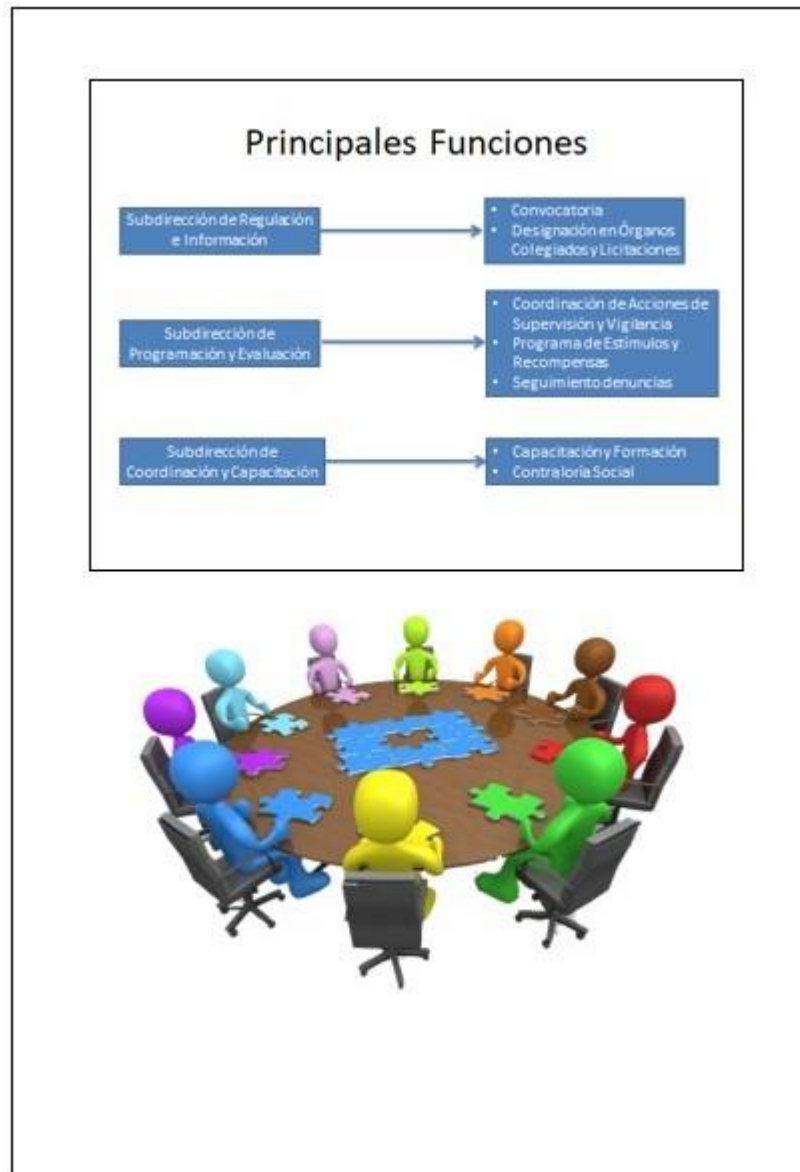 Principales Funciones
Subdirección de Regulación
e Información
• Convocatoria
• Designación en Órganos
Colegiados y Licitaciones
Subdirección de
Programación y Evaluación
• Coordinación de Acciones de
Supervisión y Vigilancia
• Programa de Estímulos y
Recompensas
• Seguimiento denuncias
Subdirección de
Coordinación y Capacitación
• Capacitación y Formación
• Contraloría Social